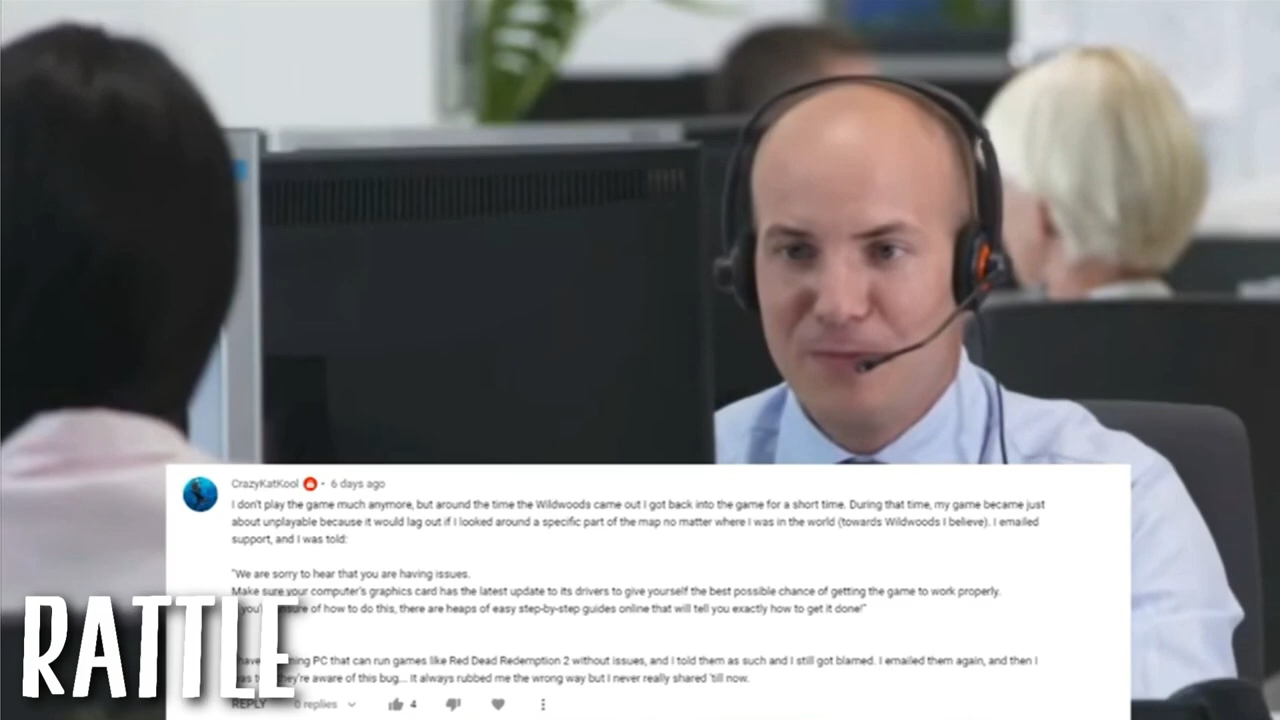 CrazyKatKool • 6 days ago
I don't play the game much anymore, but around the time the Wildwoods came out I got back into the game for a short time. During that time, my game became just
about unplayable because it would lag out if I looked around a specific part of the map no matter where I was in the world (towards Wildwoods I believe). I emailed
support, and I was told:
"We are sorry to hear that you are having issues.
Make sure your computer's graphics card has the latest update to its drivers to give yourself the best possible chance of getting the game to work properly.
of how to do this, there are heaps of easy step-by-step guides online that will tell you exactly how to get it done!"
have PC that can run games like Red Dead Redemption 2 without issues, and I told them as such and I still got blamed. I emailed them again, and then I
they're aware of this bug... It always rubbed me the wrong way but I never really shared 'till now.
RATTLE
REPLY 0 replies 4